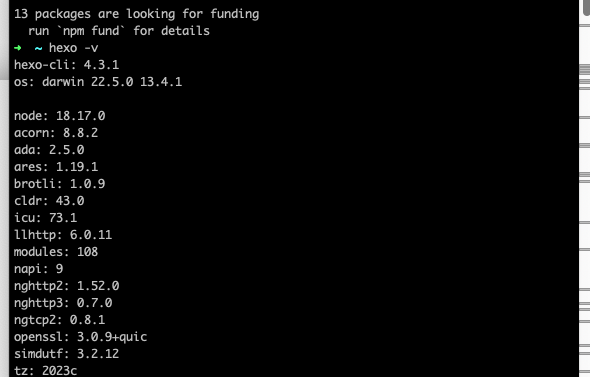 13 packages are looking for funding
run `npm fund` for details
➜ ~ hexo -v
hexo-cli: 4.3.1
os: darwin 22.5.0 13.4.1
node: 18.17.0
acorn: 8.8.2
ada: 2.5.0
ares: 1.19.1
brotli: 1.0.9
cldr: 43.0
icu: 73.1
llhttp: 6.0.11
modules: 108
napi: 9
nghttp2: 1.52.0
nghttp3: 0.7.0
ngtcp2: 0.8.1
openssl: 3.0.9+quic
simdutf: 3.2.12
tz: 2023c